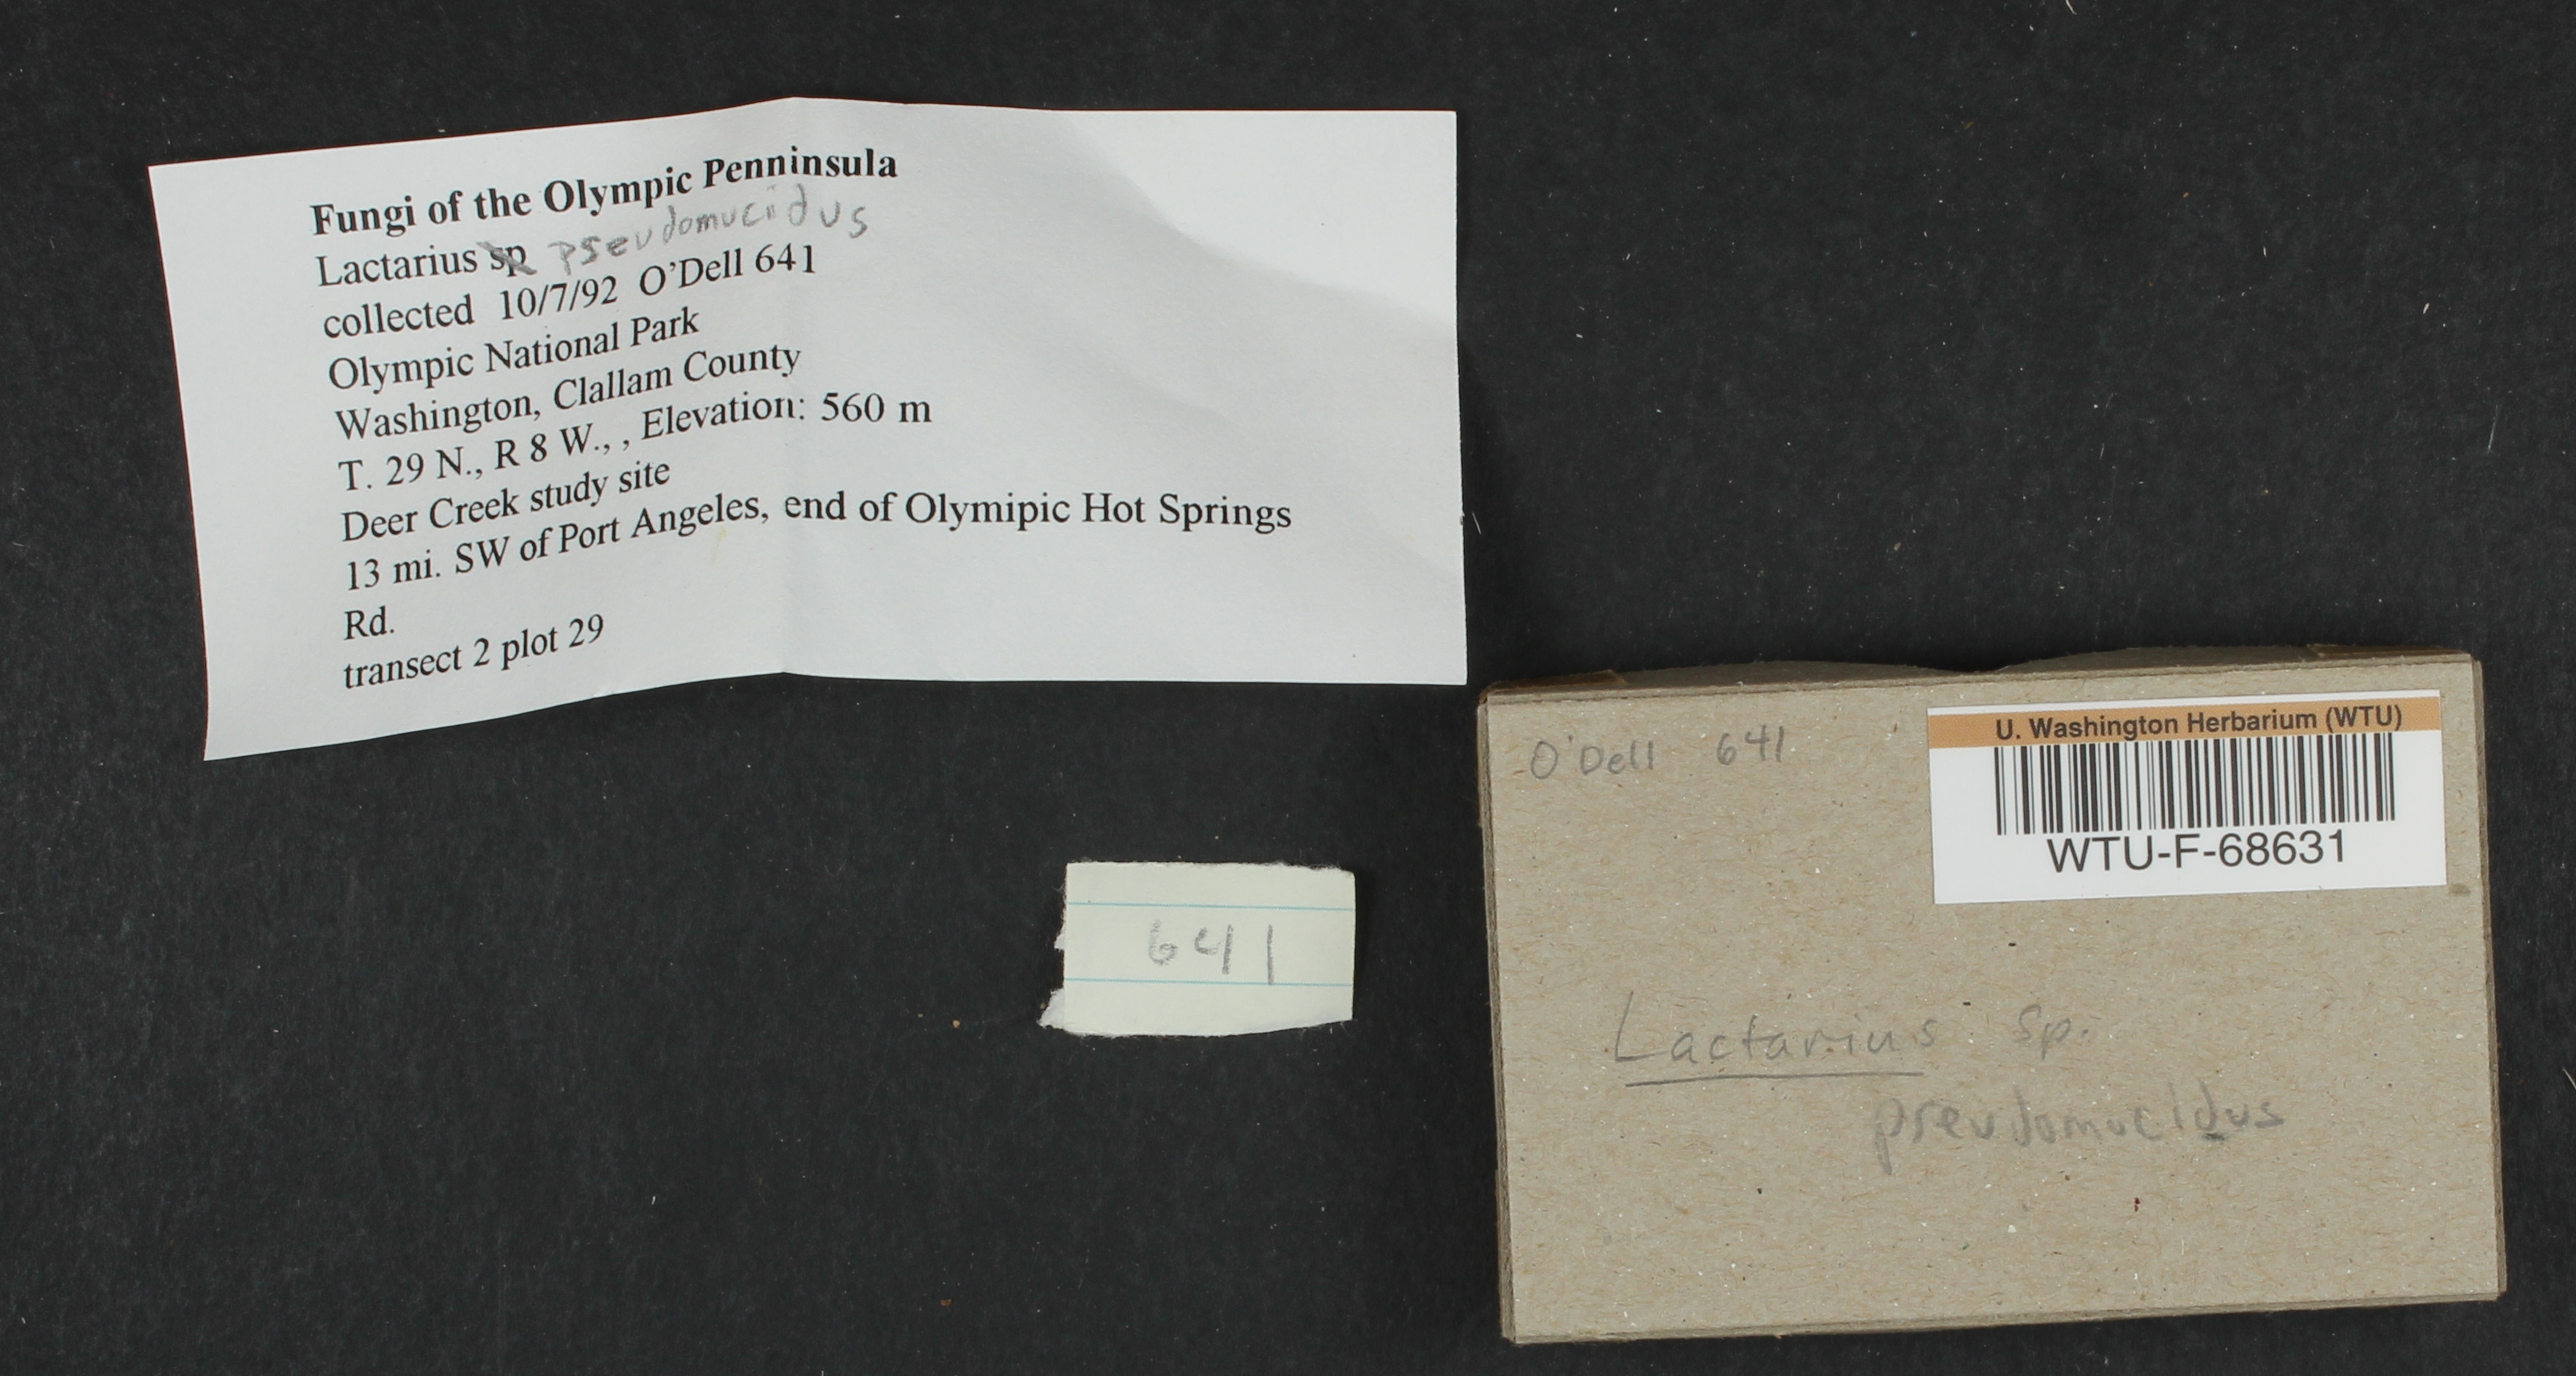 Fungi of the Olympic Penninsula
Lactarius sp pseudomucidus
collected 10/7/92 O'Dell 641
Olympic National Park
Washington, Clallam County
T. 29 N., R 8 W., , Elevation: 560 m
Deer Creek study site
13 mi. SW of Port Angeles, end of Olymipic Hot Springs
Rd.
transect 2 plot 29
641
O'Dell 641
U. Washington Herbarium (WTU)
WTU-F-68631
Lactarius sp.
pseudomucidus